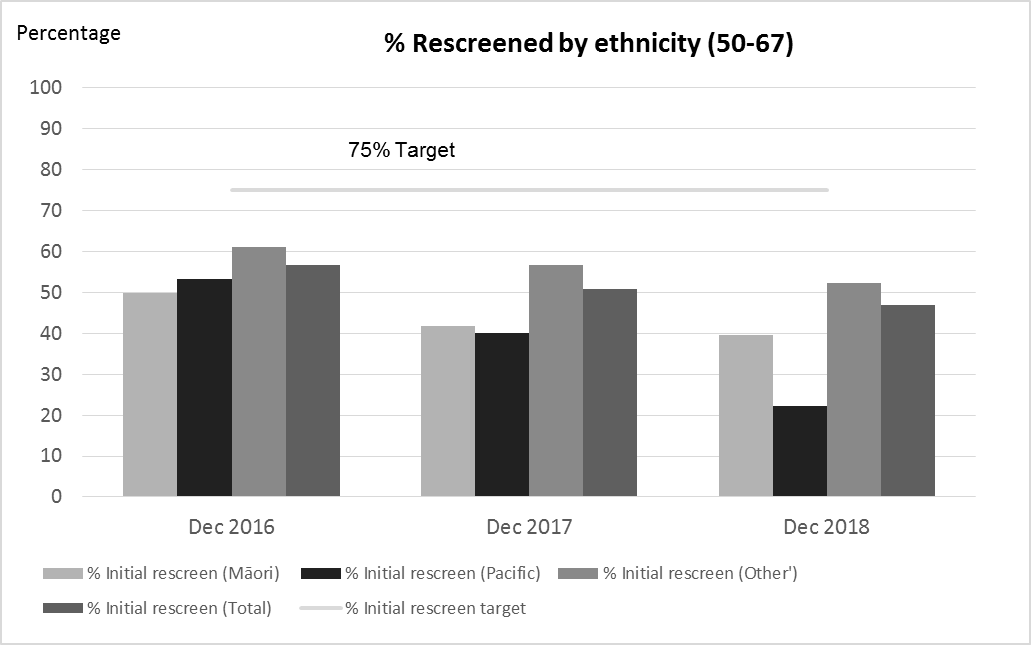 Percentage
% Rescreened by ethnicity (50-67)
100
90
75% Target
80
70
60
50
40
30
20
10
0
Dec 2016 Dec 2017 Dec 2018
% Initial rescreen (Māori) % Initial rescreen (Pacific) % Initial rescreen (Other')
% Initial rescreen (Total) % Initial rescreen target